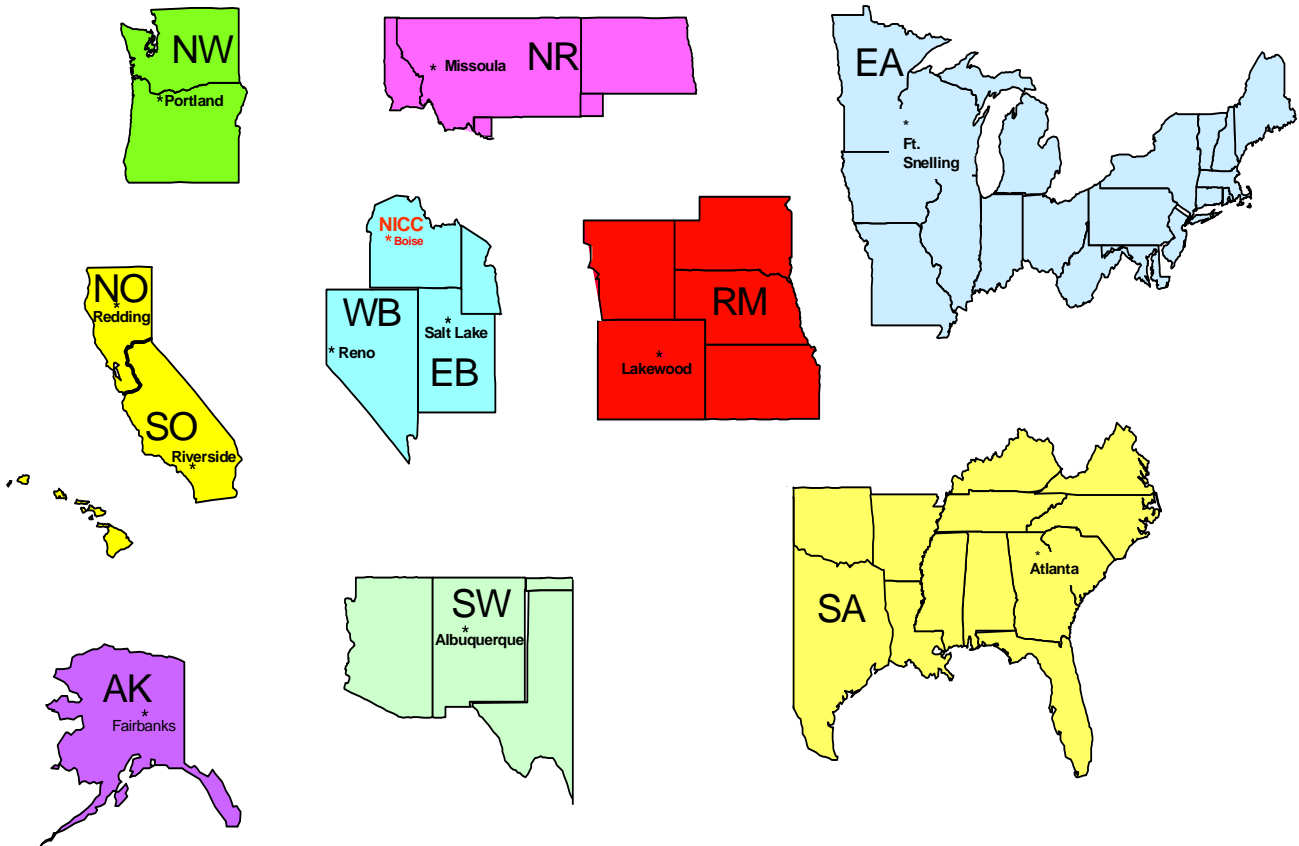 NW
*Portland
NR
* Missoula
EA
*
Ft.
Snelling
NICC
* Boise
NO
*
Redding
WB
* Reno
*
Salt Lake
EB
RM
*
Lakewood
SO
Riverside
*
SA
*
Atlanta
SW
*
Albuquerque
AK
*
Fairbanks